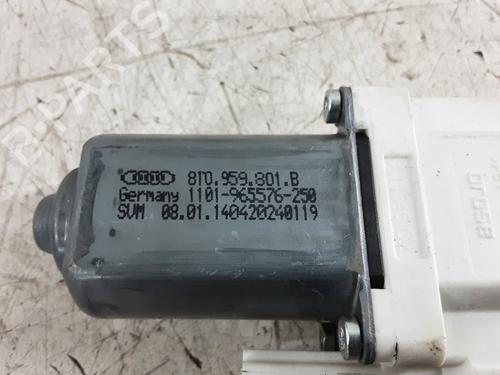 8T0.959.801.B
Germany 1101-965576-250
SVM 08.01.140420240119
brose
R-PARTS